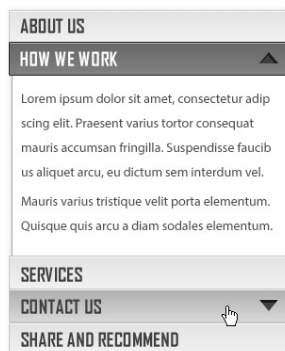 ABOUT US
HOW WE WORK
Lorem ipsum dolor sit amet, consectetur adip
scing elit. Praesent varius tortor consequat
mauris accumsan fringilla. Suspendisse faucib
us aliquet arcu, eu dictum sem interdum vel.
Mauris varius tristique velit porta elementum.
Quisque quis arcu a diam sodales elementum.
SERVICES
CONTACT US
SHARE AND RECOMMEND